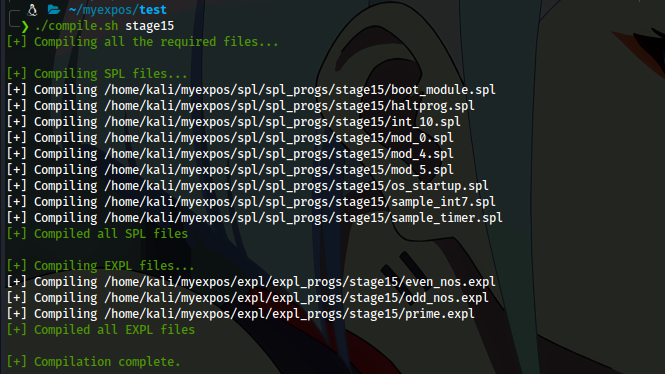 ~/myexpos/test
❯ ./compile.sh stage15
[+] Compiling all the required files...
[+] Compiling SPL files...
[+] Compiling /home/kali/myexpos/spl/spl_progs/stage15/boot_module.spl
[+] Compiling /home/kali/myexpos/spl/spl_progs/stage15/haltprog.spl
[+] Compiling /home/kali/myexpos/spl/spl_progs/stage15/int_10.spl
[+] Compiling /home/kali/myexpos/spl/spl_progs/stage15/mod_0.spl
[+] Compiling /home/kali/myexpos/spl/spl_progs/stage15/mod_4.spl
[+] Compiling /home/kali/myexpos/spl/spl_progs/stage15/mod_5.spl
[+] Compiling /home/kali/myexpos/spl/spl_progs/stage15/os_startup.spl
[+] Compiling /home/kali/myexpos/spl/spl_progs/stage15/sample_int7.spl
[+] Compiling /home/kali/myexpos/spl/spl_progs/stage15/sample_timer.spl
[+] Compiled all SPL files
[+] Compiling EXPL files...
[+] Compiling /home/kali/myexpos/expl/expl_progs/stage15/even_nos.expl
[+] Compiling /home/kali/myexpos/expl/expl_progs/stage15/odd_nos.expl
[+] Compiling /home/kali/myexpos/expl/expl_progs/stage15/prime.expl
[+] Compiled all EXPL files
[+] Compilation complete.